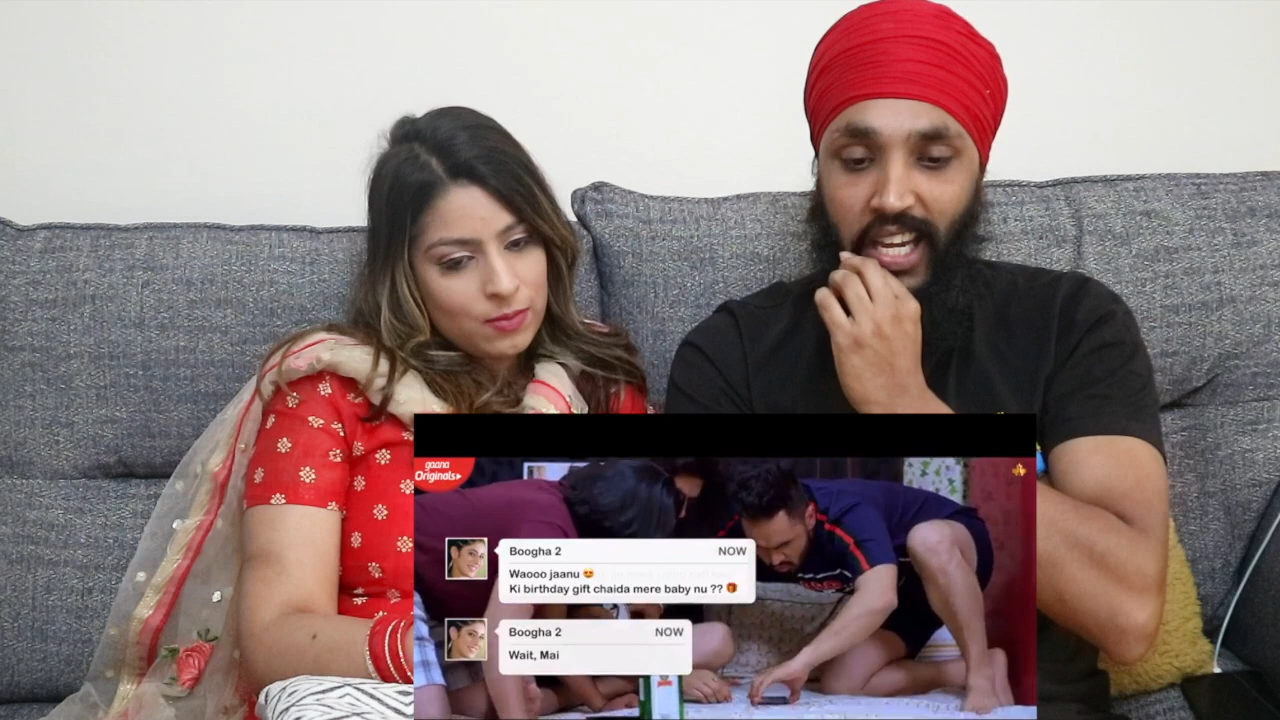 gaana
Originals
Boogha 2 NOW
Waooo jaanu 😍
Ki birthday gift chaida mere baby nu ?? 🎁
Boogha 2 NOW
Wait, Mai